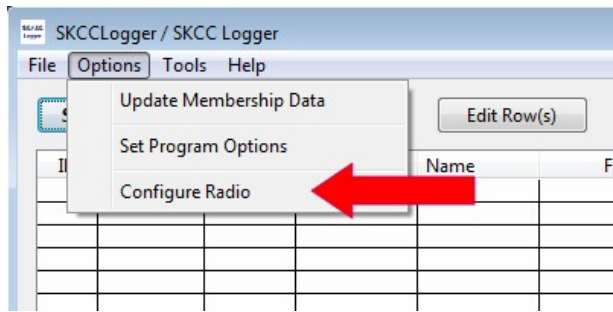 SKCCLogger / SKCC Logger
File Options Tools Help
Update Membership Data
Edit Row(s)
Set Program Options
Name
Configure Radio